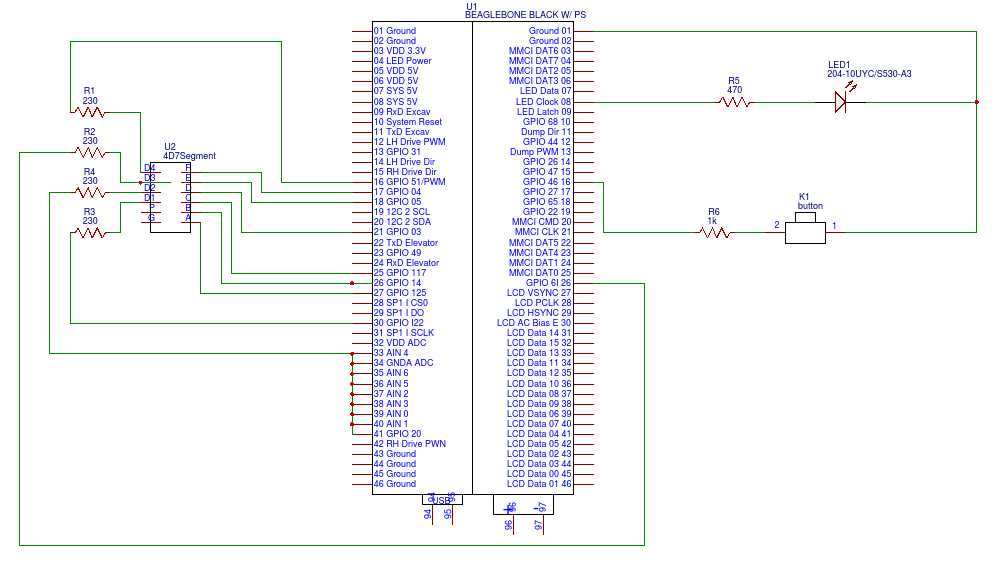 U1
BEAGLEBONE BLACK W/ PS
01 Ground
02 Ground
03 VDD 3.3V
04 LED Power
05 VDD 5V
06 VDD 5V
07 SYS 5V
08 SYS 5V
09 RxD Excav
10 System Reset
11 TxD Excav
12 LH Drive PWM
13 GPIO 31
14 LH Drive Dir
15 RH Drive Dir
16 GPIO 51/PWM
17 GPIO 04
18 GPIO 05
19 12C 2 SCL
20 12C 2 SDA
21 GPIO 03
22 TxD Elevator
23 GPIO 49
24 RxD Elevator
25 GPIO 117
26 GPIO 14
27 GPIO 125
28 SP1 I CS0
29 SP1 I DO
30 GPIO I22
31 SP1 I SCLK
32 VDD ADC
33 AIN 4
34 GNDA ADC
35 AIN 6
36 AIN 5
37 AIN 2
38 AIN 3
39 AIN 0
40 AIN 1
41 GPIO 20
42 RH Drive PWN
43 Ground
44 Ground
45 Ground
46 Ground
Ground 01
Ground 02
MMCI DAT6 03
MMCI DAT7 04
MMCI DAT2 05
MMCI DAT3 06
LED Data 07
LED Clock 08
LED Latch 09
GPIO 68 10
Dump Dir 11
GPIO 44 12
Dump PWM 13
GPIO 26 14
GPIO 47 15
GPIO 46 16
GPIO 27 17
GPIO 65 18
GPIO 22 19
MMCI CMD 20
MMCI CLK 21
MMCI DAT5 22
MMCI DAT4 23
MMCI DAT1 24
MMCI DAT0 25
GPIO 6I 26
LCD VSYNC 27
LCD PCLK 28
LCD HSYNC 29
LCD AC Bias E 30
LCD Data 14 31
LCD Data 15 32
LCD Data 13 33
LCD Data 11 34
LCD Data 12 35
LCD Data 10 36
LCD Data 08 37
LCD Data 09 38
LCD Data 06 39
LCD Data 07 40
LCD Data 04 41
LCD Data 05 42
LCD Data 02 43
LCD Data 03 44
LCD Data 00 45
LCD Data 01 46
USB
94
95
94
95
+
-
96
97
96
97
R1
230
R2
230
R4
230
R3
230
U2
4D7Segment
D4
D3
D2
D1
P
G
F
E
D
C
B
A
R5
470
LED1
204-10UYC/S530-A3
R6
1k
K1
button
2
1